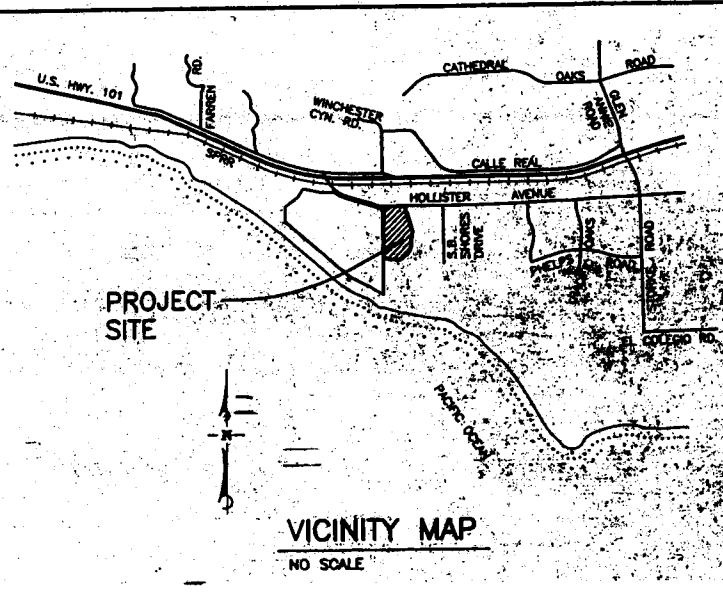 U.S. HWY. 101
FARREN
RD.
SPRR
WINCHESTER
CYN. RD.
CATHEDRAL
OAKS
ROAD
GLEN
ANNIE
ROAD
CALLE REAL
HOLLISTER
AVENUE
S.B.
SHORES
DRIVE
PHELPS
ROAD
OAKS
STORKE ROAD
EL COLEGIO RD.
PROJECT
SITE
PACIFIC OCEAN
VICINITY MAP
NO SCALE